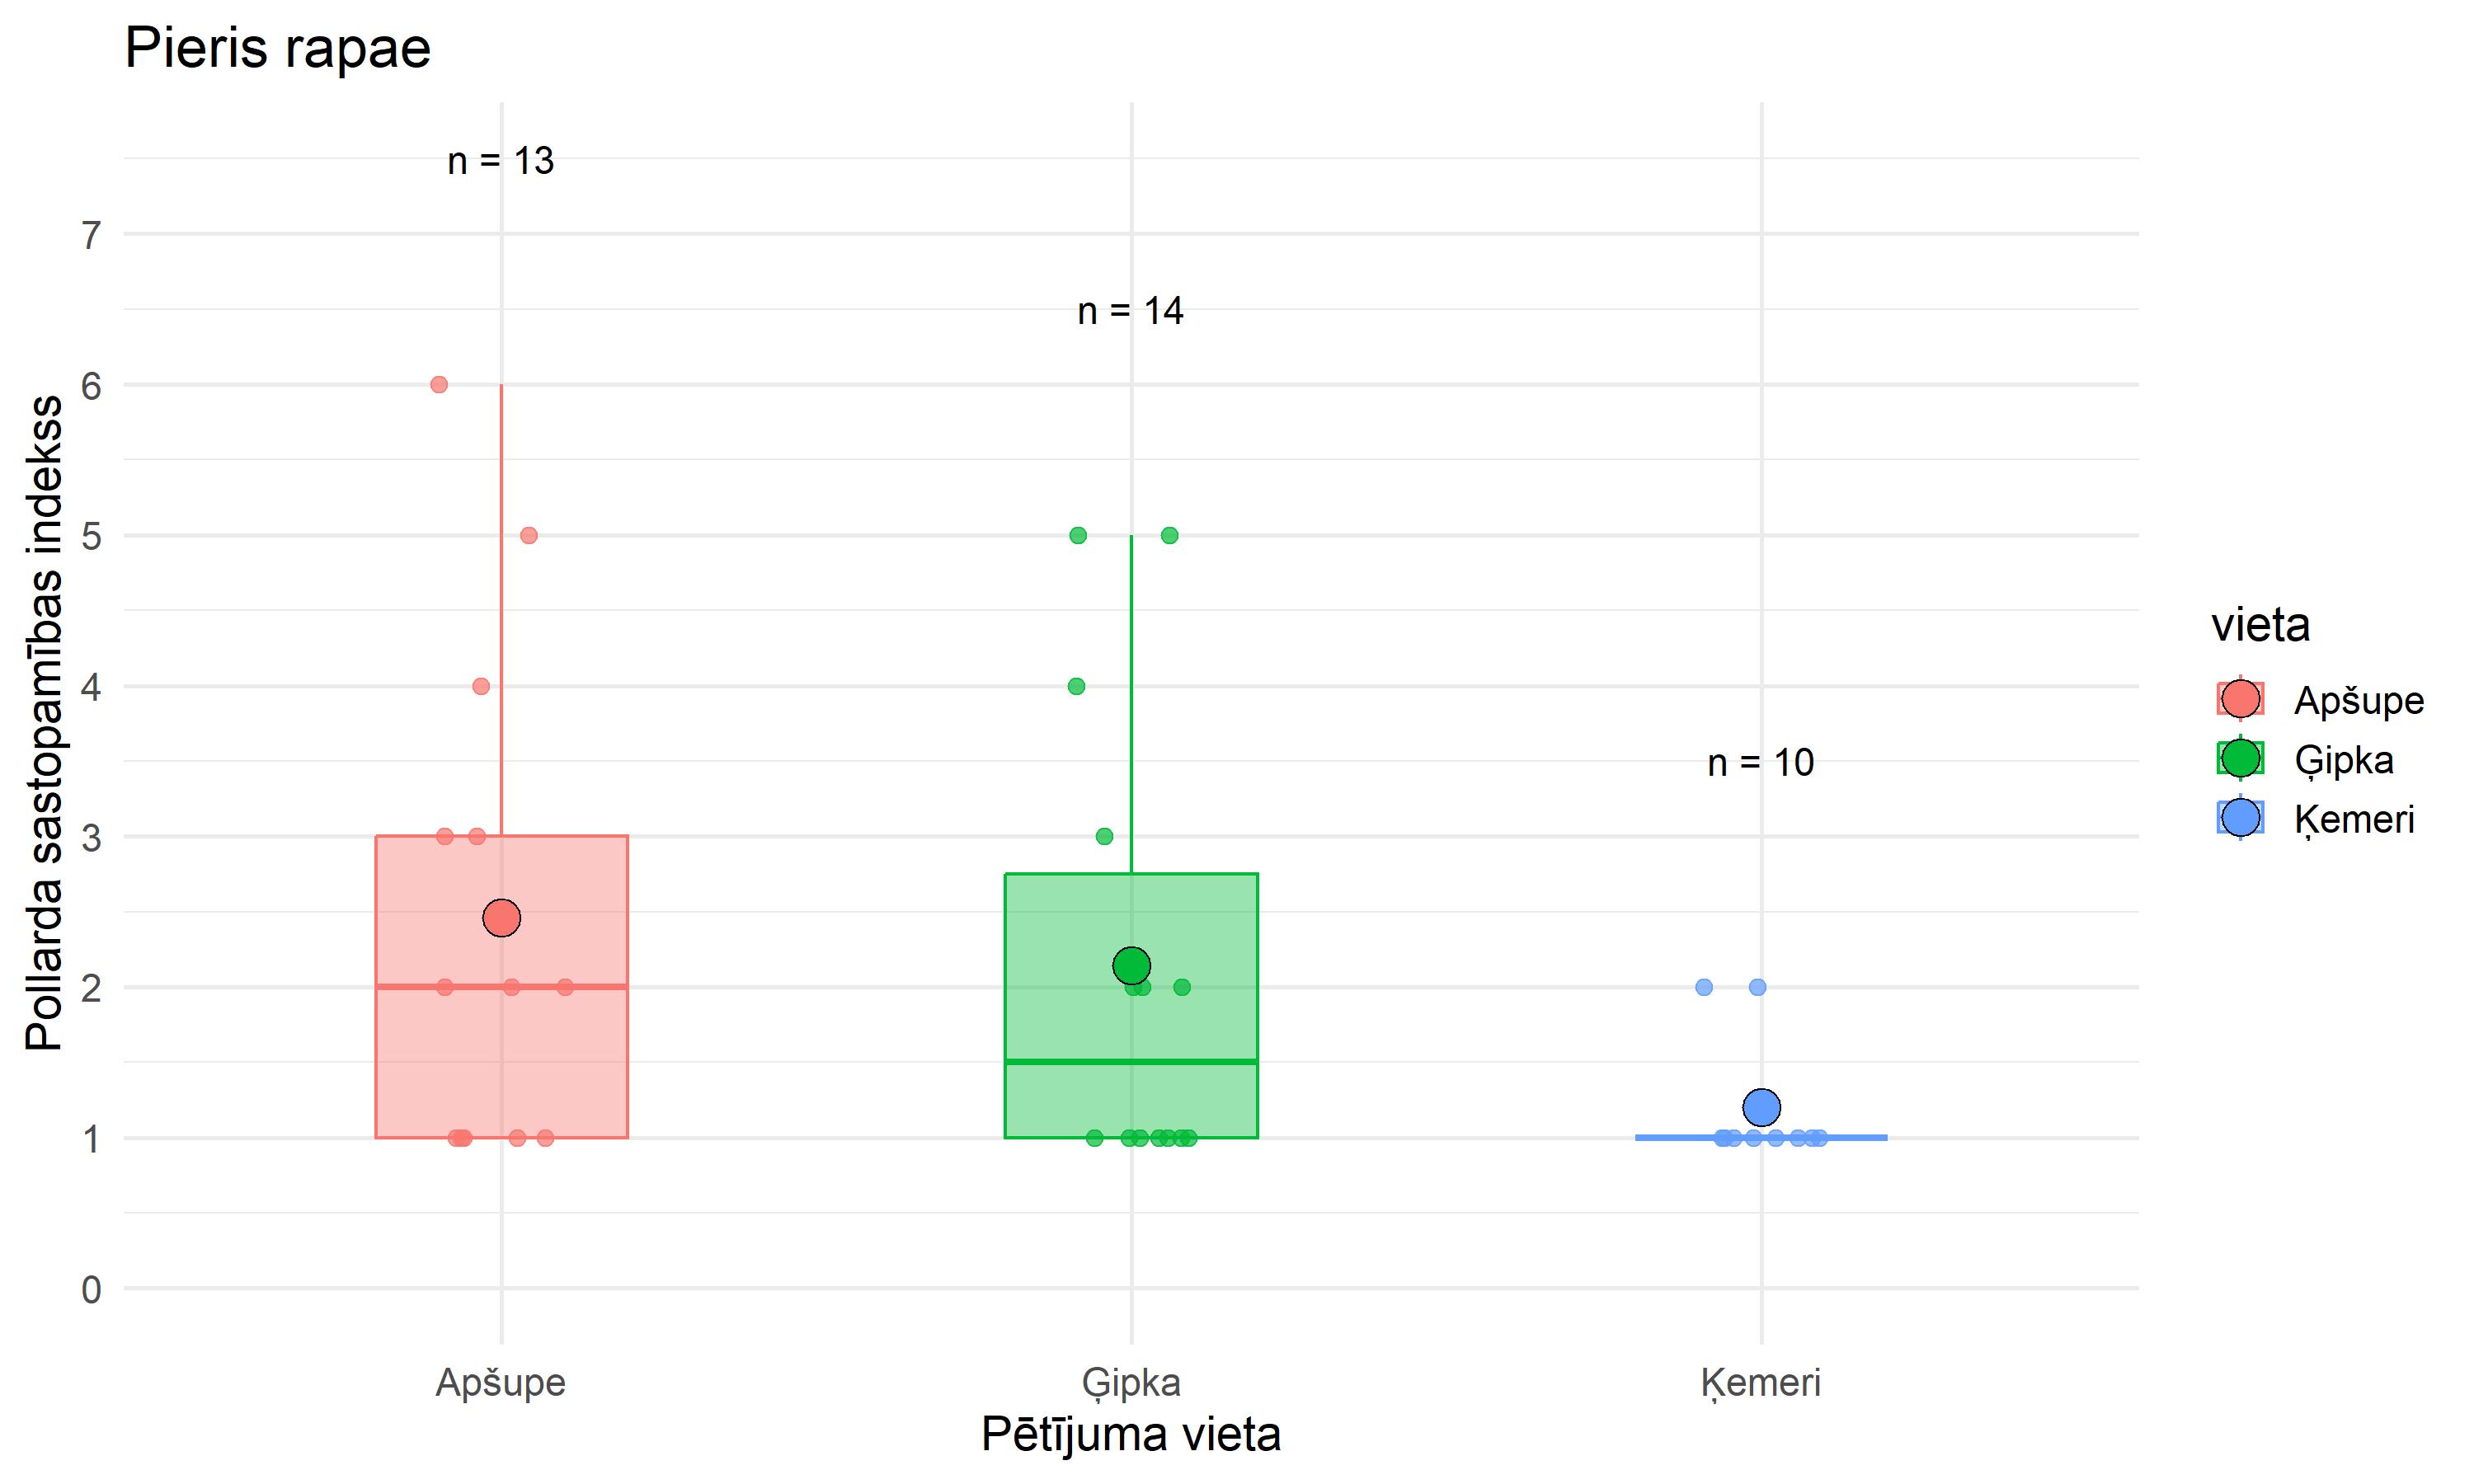 Pieris rapae
Pollarda sastopamības indekss
7
6
5
4
3
2
1
0
n = 13
n = 14
n = 10
Apšupe
Ģipka
Ķemeri
Pētījuma vieta
vieta
Apšupe
Ģipka
Ķemeri